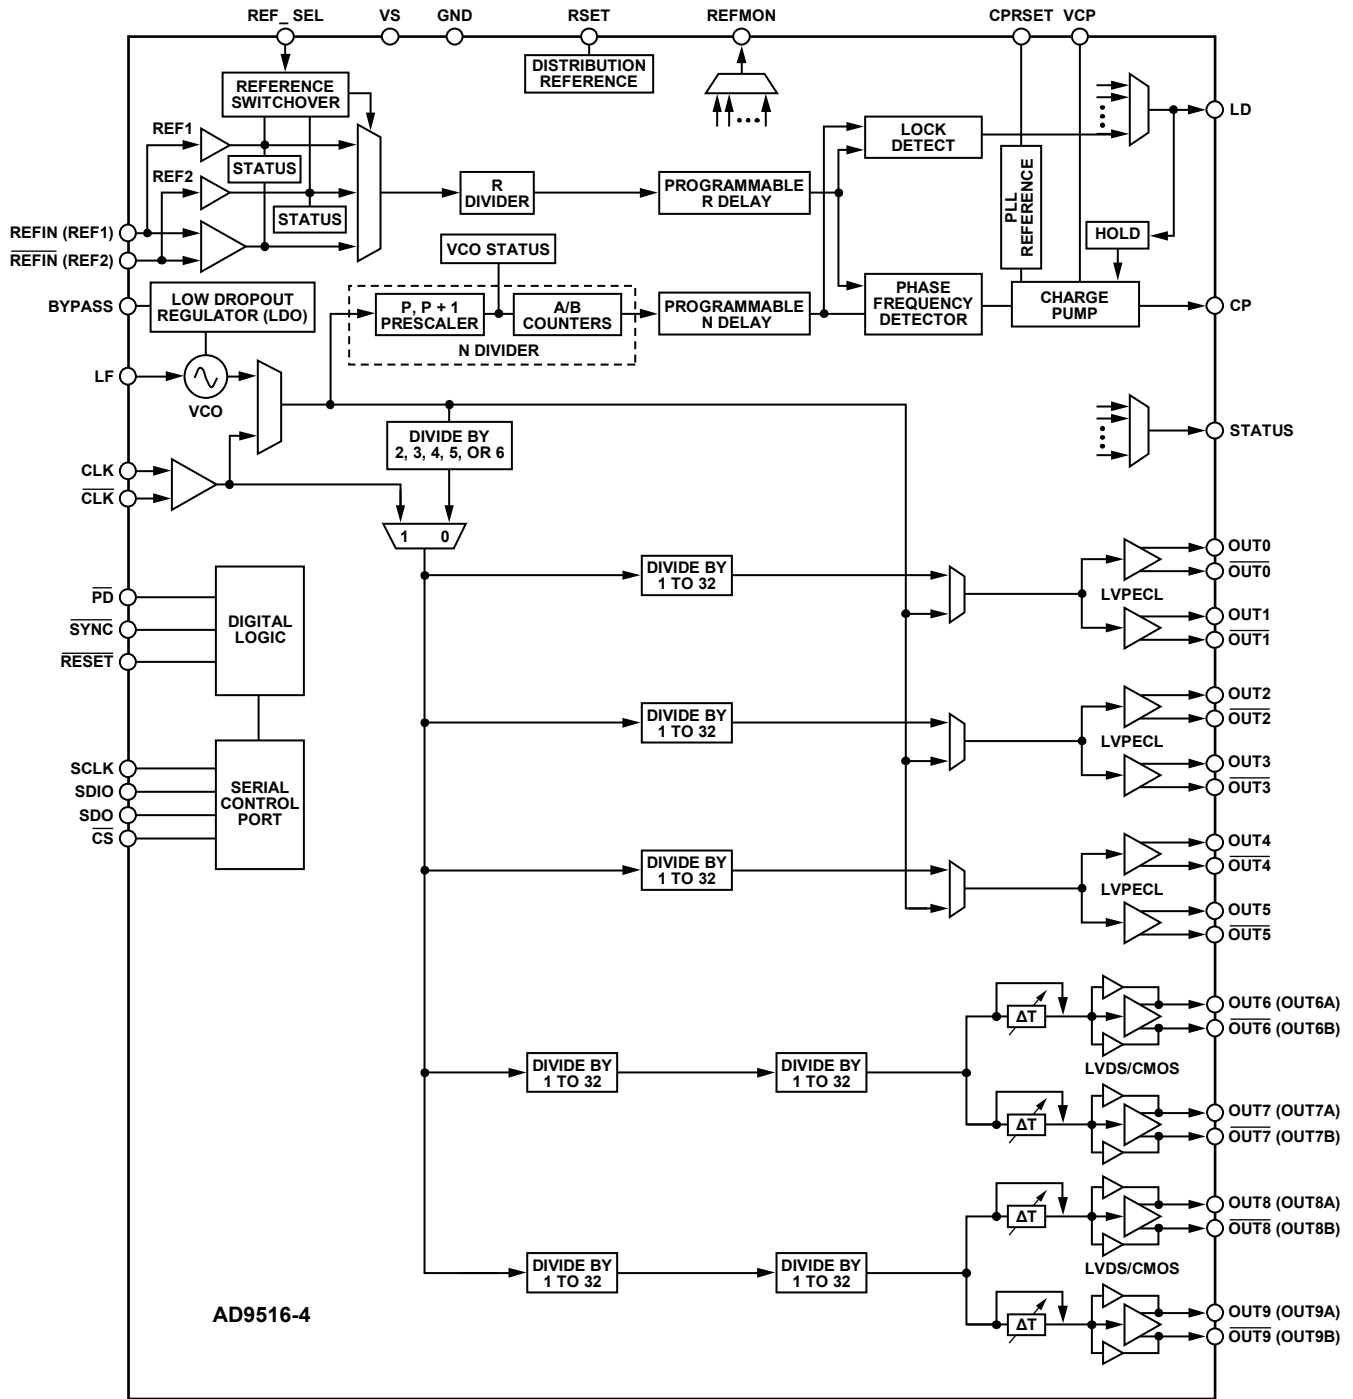 REF_ SEL
VS
GND
RSET
REFMON
CPRSET
VCP
DISTRIBUTION
REFERENCE
REFERENCE
SWITCHOVER
REF1
STATUS
REF2
STATUS
R
DIVIDER
PROGRAMMABLE
R DELAY
LOCK
DETECT
LD
PLL
REFERENCE
HOLD
REFIN (REF1)
REFIN (REF2)
BYPASS
LOW DROPOUT
REGULATOR (LDO)
VCO STATUS
P, P + 1
PRESCALER
A/B
COUNTERS
N DIVIDER
PROGRAMMABLE
N DELAY
PHASE
FREQUENCY
DETECTOR
CHARGE
PUMP
CP
LF
VCO
STATUS
DIVIDE BY
2, 3, 4, 5, OR 6
CLK
CLK
1
0
PD
SYNC
RESET
DIGITAL
LOGIC
DIVIDE BY
1 TO 32
LVPECL
OUT0
OUT0
OUT1
OUT1
DIVIDE BY
1 TO 32
LVPECL
OUT2
OUT2
OUT3
OUT3
SCLK
SDIO
SDO
CS
SERIAL
CONTROL
PORT
DIVIDE BY
1 TO 32
LVPECL
OUT4
OUT4
OUT5
OUT5
DIVIDE BY
1 TO 32
DIVIDE BY
1 TO 32
ΔT
ΔT
LVDS/CMOS
OUT6 (OUT6A)
OUT6 (OUT6B)
OUT7 (OUT7A)
OUT7 (OUT7B)
DIVIDE BY
1 TO 32
DIVIDE BY
1 TO 32
ΔT
ΔT
LVDS/CMOS
OUT8 (OUT8A)
OUT8 (OUT8B)
OUT9 (OUT9A)
OUT9 (OUT9B)
AD9516-4